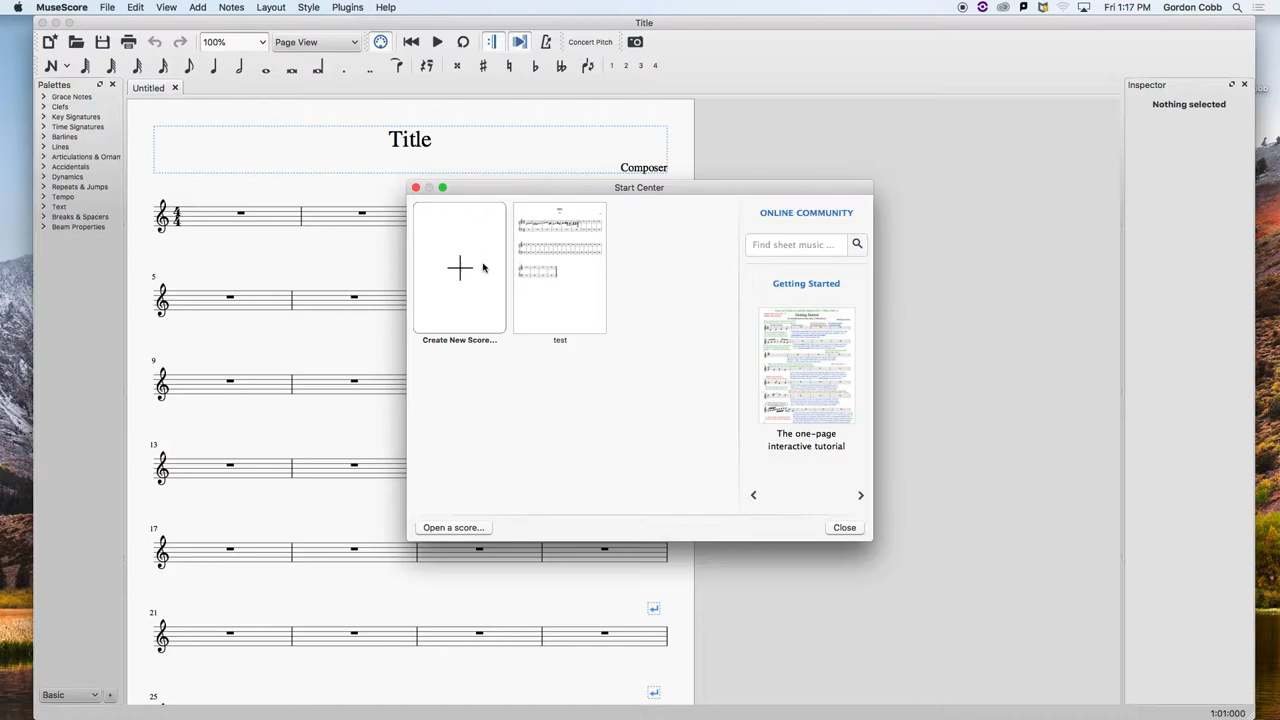 MuseScore File Edit View Add Notes Layout Style Plugins Help
Fri 1:17 PM Gordon Cobb
Title
100% Page View Concert Pitch
1 2 3 4
Palettes
Grace Notes
Clefs
Key Signatures
Time Signatures
Barlines
Lines
Articulations & Ornan
Accidentals
Dynamics
Repeats & Jumps
Tempo
Text
Breaks & Spacers
Beam Properties
Basic
Untitled
Title
Composer
5
9
13
17
21
25
Start Center
Create New Score...
test
ONLINE COMMUNITY
Find sheet music ...
Getting Started
The one-page
interactive tutorial
Open a score...
Close
Inspector
Nothing selected
1:01:000